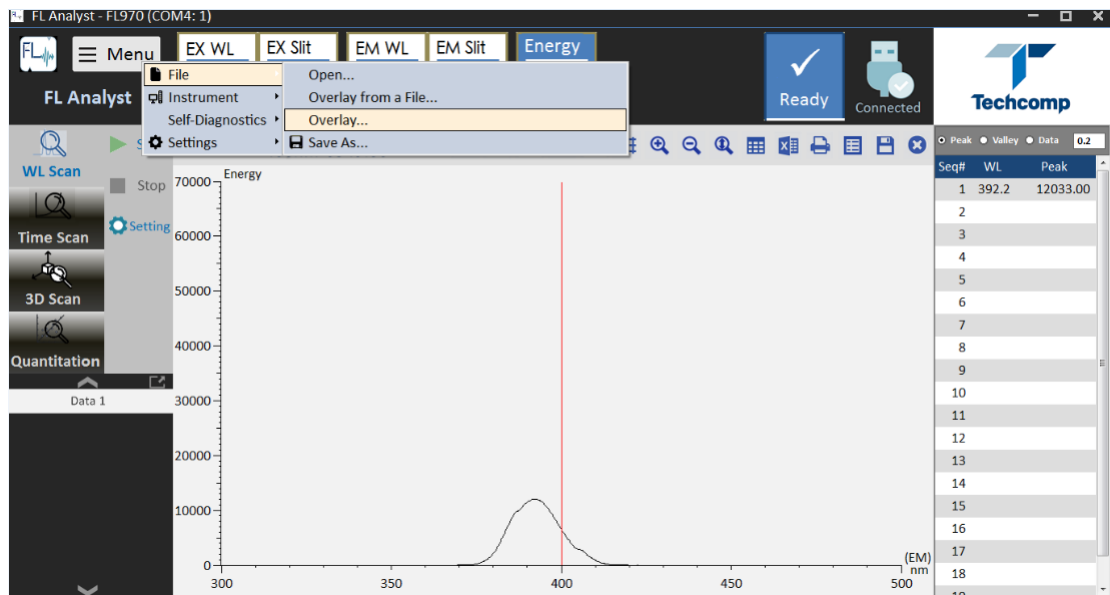 FL Analyst - FL970 (COM4: 1)
FL
Menu
EX WL
EX Slit
EM WL
EM Slit
Energy
Ready
Connected
FL Analyst
Techcomp
File
Instrument
Self-Diagnostics
Settings
Open...
Overlay from a File...
Overlay...
Save As...
WL Scan
Time Scan
3D Scan
Quantitation
Data 1
Stop
Setting
Energy
70000
60000
50000
40000
30000
20000
10000
0
300 350 400 450 500
(EM)
nm
Peak Valley Data 0.2
Seq# WL Peak
1 392.2 12033.00
2
3
4
5
6
7
8
9
10
11
12
13
14
15
16
17
18